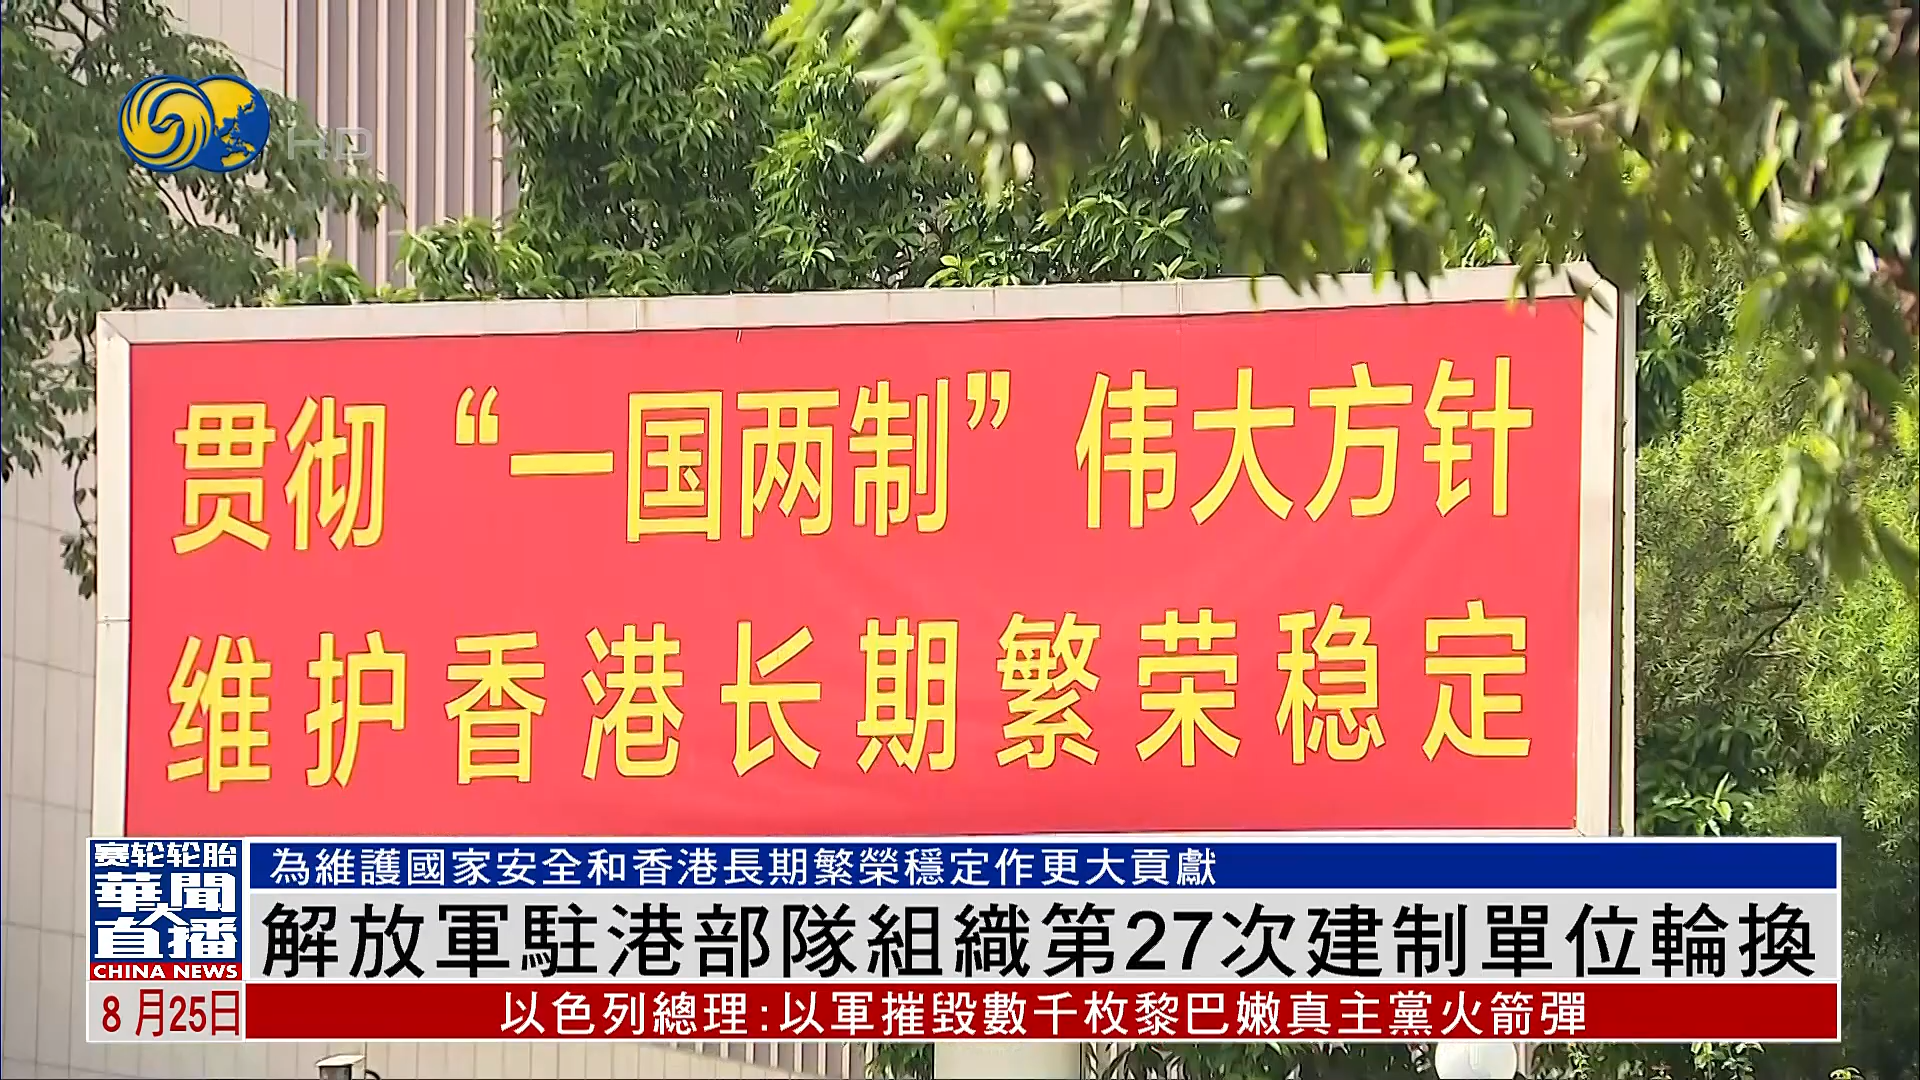 HD
贯彻“一国两制”伟大方针
维护香港长期繁荣稳定
赛轮轮胎
華聞大直播
CHINA NEWS
8月25日
為維護國家安全和香港長期繁榮穩定作更大貢獻
解放軍駐港部隊組織第27次建制單位輪換
以色列總理:以軍摧毀數千枚黎巴嫩真主黨火箭彈